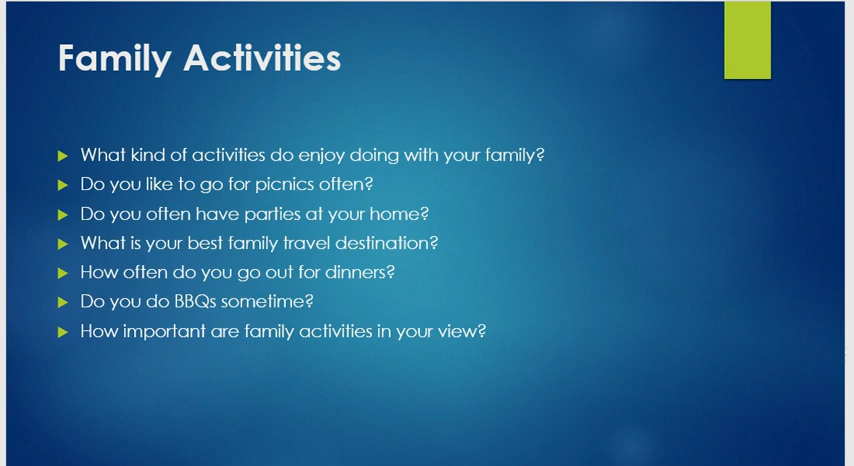 Family Activities
What kind of activities do enjoy doing with your family?
Do you like to go for picnics often?
Do you often have parties at your home?
What is your best family travel destination?
How often do you go out for dinners?
Do you do BBQs sometime?
How important are family activities in your view?